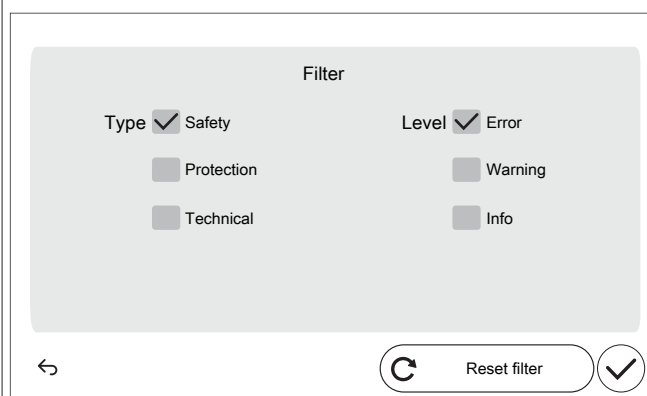 Filter
Type Safety Level Error
Protection Warning
Technical Info
Reset filter